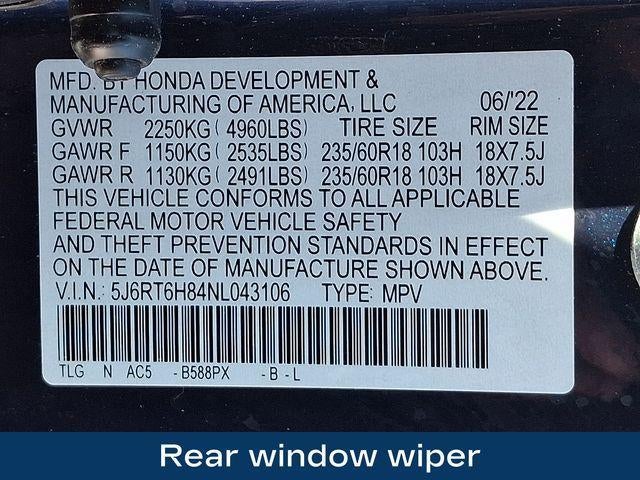 MFD. BY HONDA DEVELOPMENT &
MANUFACTURING OF AMERICA, LLC 06/'22
GVWR 2250KG ( 4960LBS) TIRE SIZE RIM SIZE
GAWR F 1150KG ( 2535LBS) 235/60R18 103H 18X7.5J
GAWR R 1130KG ( 2491LBS) 235/60R18 103H 18X7.5J
THIS VEHICLE CONFORMS TO ALL APPLICABLE
FEDERAL MOTOR VEHICLE SAFETY
AND THEFT PREVENTION STANDARDS IN EFFECT
ON THE DATE OF MANUFACTURE SHOWN ABOVE.
V.I.N.: 5J6RT6H84NL043106 TYPE: MPV
TLG N AC5 -B588PX -B -L
Rear window wiper